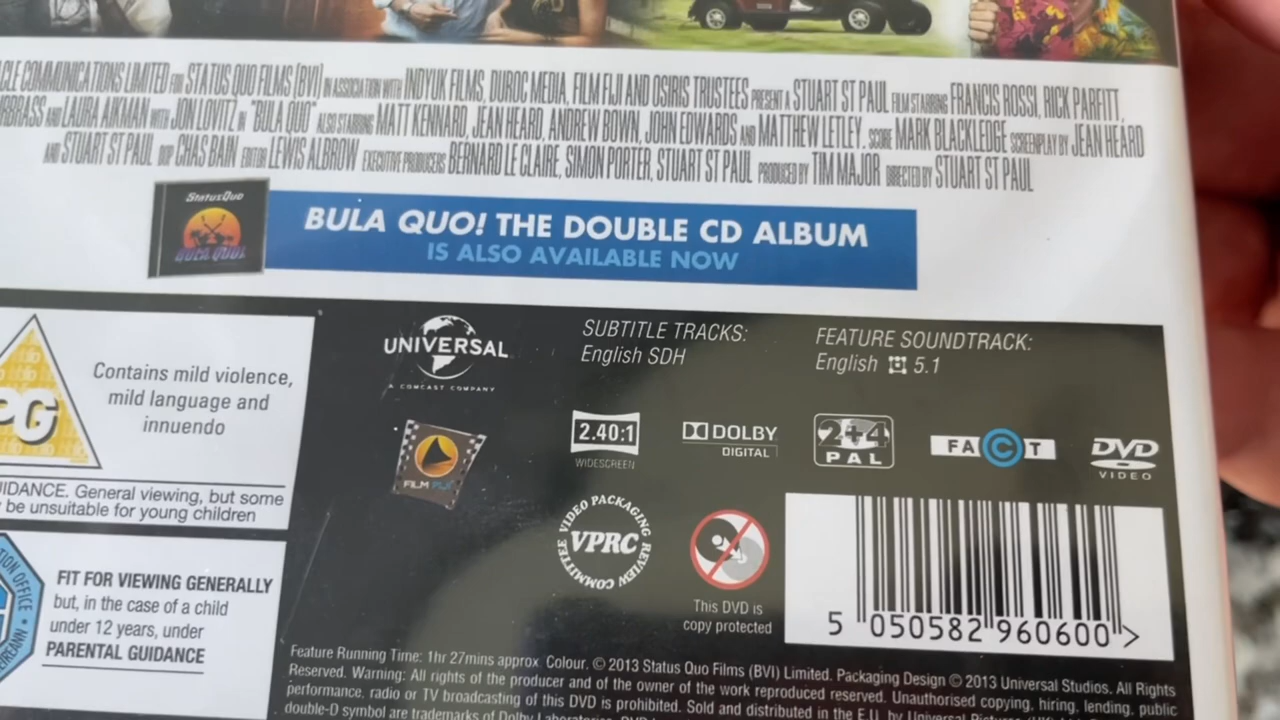 CLE COMMUNICATIONS LIMITED FOR STATUS QUO FILMS (BVI) IN ASSOCIATION WITH INDYUK FILMS, DUROC MEDIA, FILM FIJI AND OSIRIS TRUSTEES PRESENT A STUART ST PAUL FILM STARRING FRANCIS ROSSI, RICK PARFITT,
RBRASS AND LAURA AIKMAN WITH JON LOVITZ IN "BULA QUO" ALSO STARRING MATT KENNARD, JEAN HEARD, ANDREW BOWN, JOHN EDWARDS AND MATTHEW LETLEY. SCORE MARK BLACKLEDGE SCREENPLAY BY JEAN HEARD
AND STUART ST PAUL DOP CHAS BAIN EDITOR LEWIS ALBROW EXECUTIVE PRODUCERS BERNARD LE CLAIRE, SIMON PORTER, STUART ST PAUL PRODUCED BY TIM MAJOR DIRECTED BY STUART ST PAUL
StatusQuo
BULA QUO!
BULA QUO! THE DOUBLE CD ALBUM
IS ALSO AVAILABLE NOW
PG
Contains mild violence,
mild language and
innuendo
UIDANCE. General viewing, but some
be unsuitable for young children
TION OFFICE • EIREANN
FIT FOR VIEWING GENERALLY
but, in the case of a child
under 12 years, under
PARENTAL GUIDANCE
UNIVERSAL
A COMCAST COMPANY
SUBTITLE TRACKS:
English SDH
FEATURE SOUNDTRACK:
English 5.1
FILM FIJI
2.40:1
WIDESCREEN
DOLBY
DIGITAL
2+4
PAL
FACT
DVD
VIDEO
VIDEO PACKAGING REVIEW COMMITTEE
VPRC
This DVD is
copy protected
5 050582 960600 >
Feature Running Time: 1hr 27mins approx. Colour. © 2013 Status Quo Films (BVI) Limited. Packaging Design © 2013 Universal Studios. All Rights
Reserved. Warning: All rights of the producer and of the owner of the work reproduced reserved. Unauthorised copying, hiring, lending, public
performance, radio or TV broadcasting of this DVD is prohibited. Sold and distributed in the E.U. by Universal Pictures
double-D symbol are trademarks of Dolby Laboratories. DVD